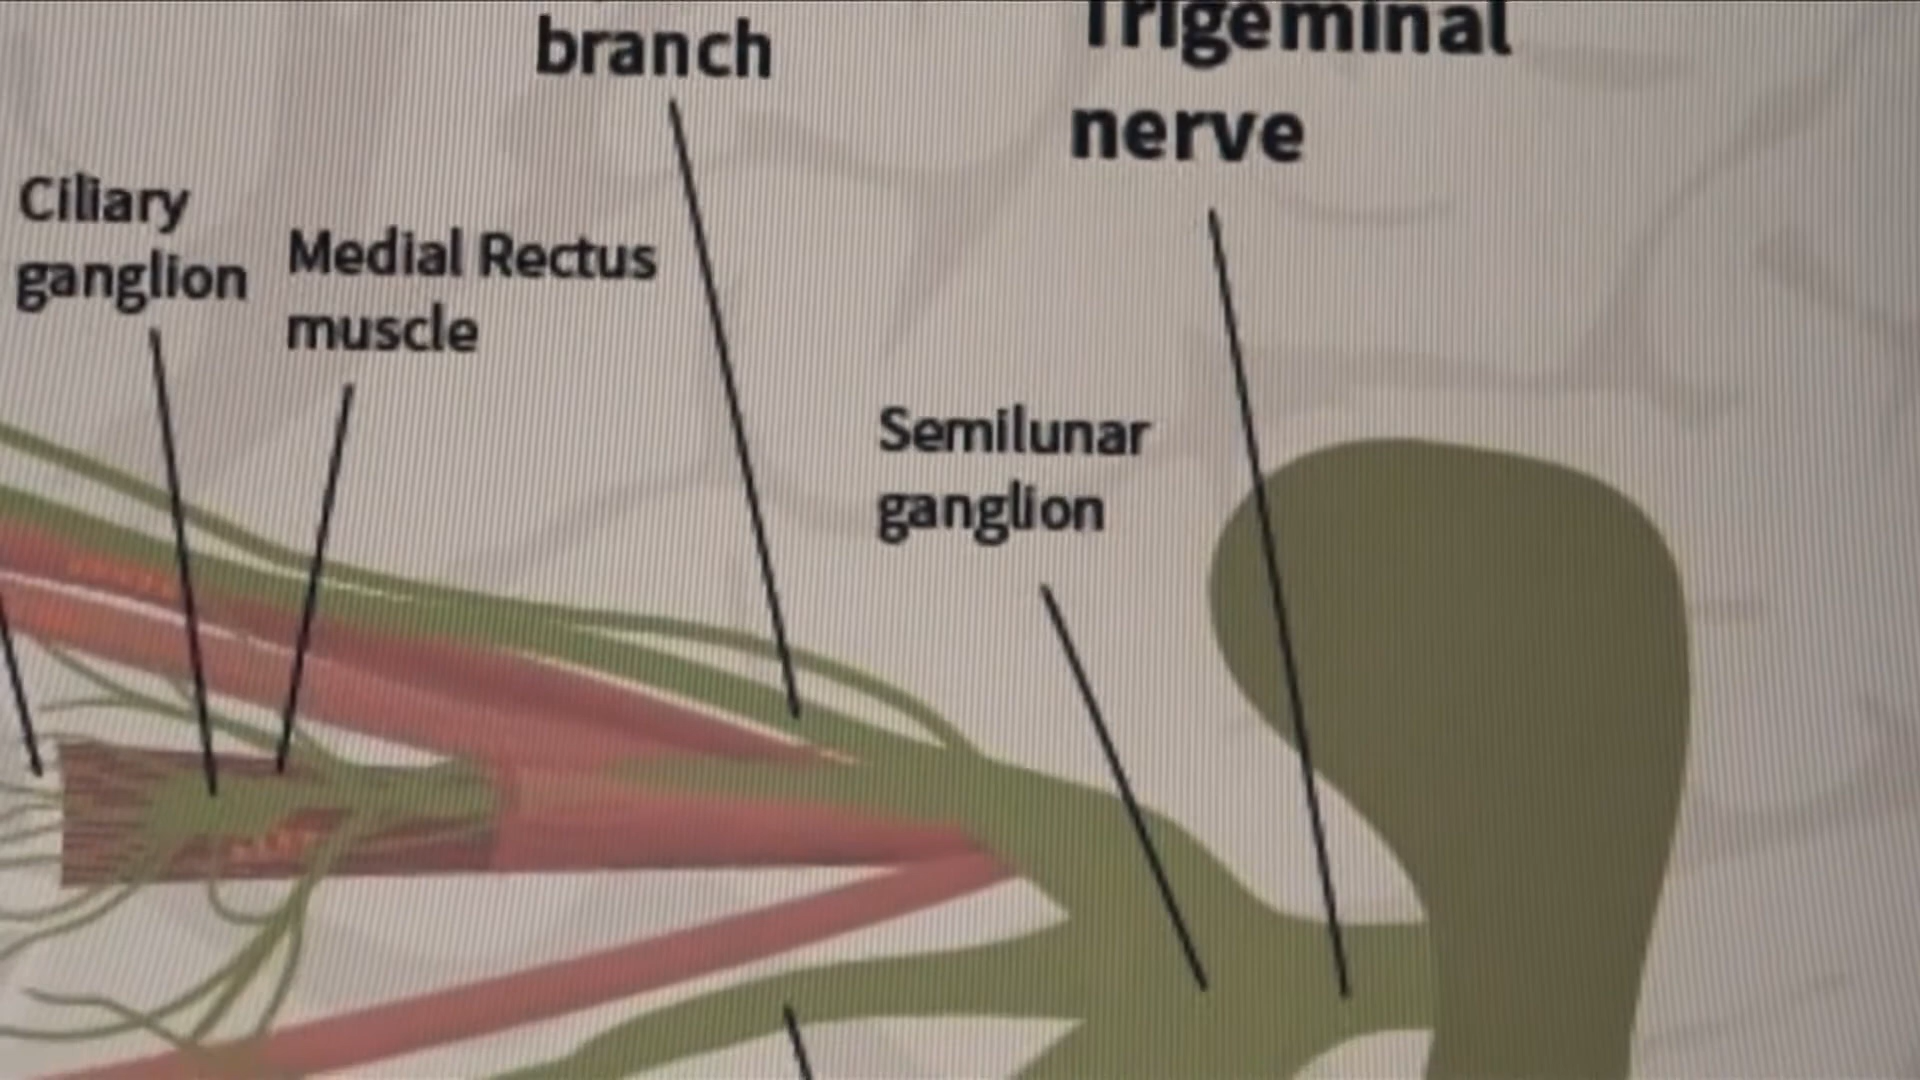 branch
Trigeminal
nerve
Ciliary
ganglion
Medial Rectus
muscle
Semilunar
ganglion